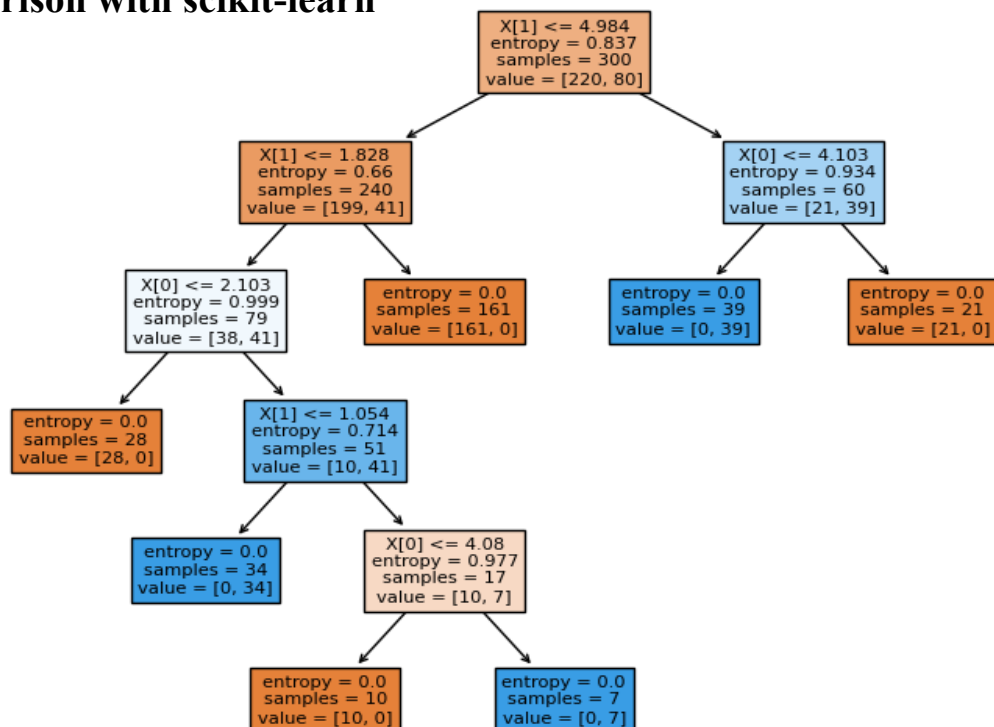 rison with scikit-learn
X[1] <= 4.984
entropy = 0.837
samples = 300
value = [220, 80]
X[1] <= 1.828
entropy = 0.66
samples = 240
value = [199, 41]
X[0] <= 4.103
entropy = 0.934
samples = 60
value = [21, 39]
X[0] <= 2.103
entropy = 0.999
samples = 79
value = [38, 41]
entropy = 0.0
samples = 161
value = [161, 0]
entropy = 0.0
samples = 39
value = [0, 39]
entropy = 0.0
samples = 21
value = [21, 0]
entropy = 0.0
samples = 28
value = [28, 0]
X[1] <= 1.054
entropy = 0.714
samples = 51
value = [10, 41]
entropy = 0.0
samples = 34
value = [0, 34]
X[0] <= 4.08
entropy = 0.977
samples = 17
value = [10, 7]
entropy = 0.0
samples = 10
value = [10, 0]
entropy = 0.0
samples = 7
value = [0, 7]